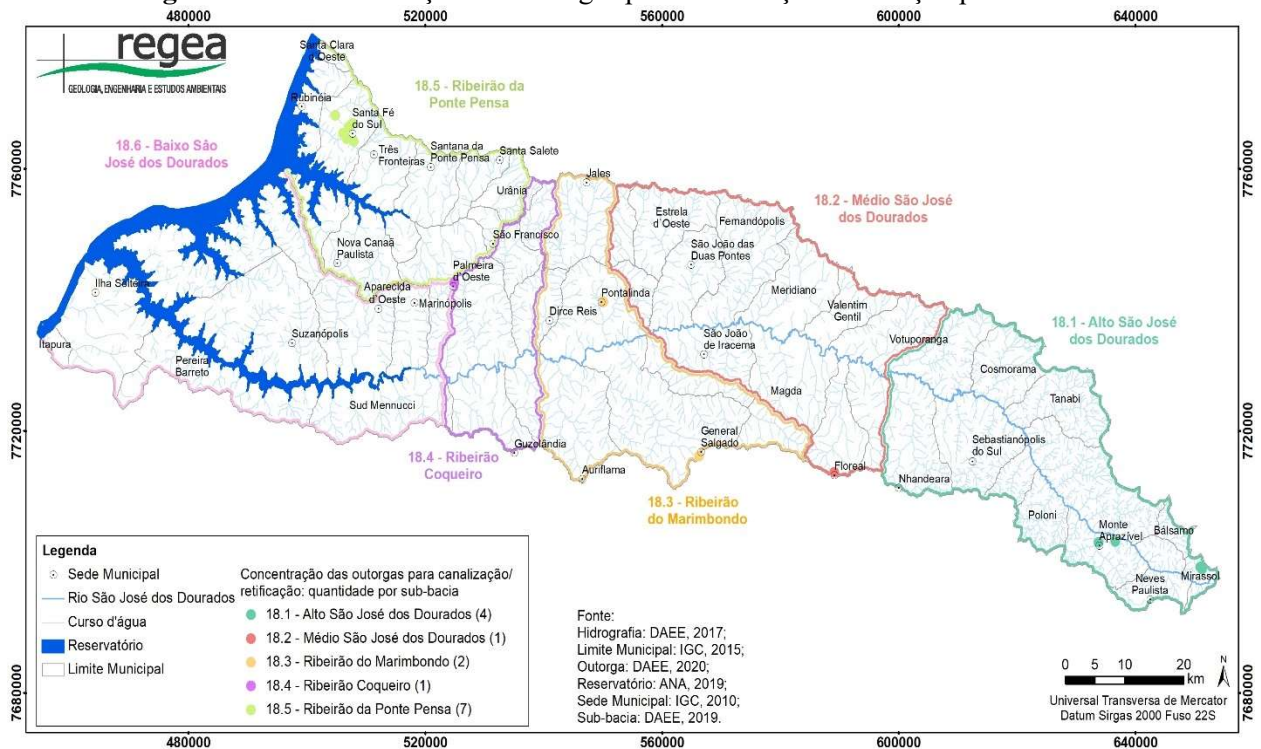 480000
520000
560000
600000
640000
regea
GEOLOGIA, ENGENHARIA E ESTUDOS AMBIENTAIS
Santa Clara
d'Oeste
Rubinéia
Santa Fé
do Sul
18.5 - Ribeirão da
Ponte Pensa
18.6 - Baixo São
José dos Dourados
Três
Fronteiras
Santana da
Ponte Pensa
Santa Salete
Urânia
Jales
7760000
7760000
18.2 - Médio São José
dos Dourados
Estrela
d'Oeste
Fernandópolis
São João das
Duas Pontes
São Francisco
Nova Canaã
Paulista
Palmeira
d'Oeste
Aparecida
d'Oeste
Marinópolis
Ilha Solteira
Meridiano
Valentim
Gentil
Pontalinda
Dirce Reis
São João
de Iracema
Votuporanga
18.1 - Alto São José
dos Dourados
Itapura
Suzanópolis
Pereira
Barreto
Cosmorama
Tanabi
Magda
Sud Mennucci
7720000
7720000
General
Salgado
Sebastianópolis
do Sul
Guzolândia
18.4 - Ribeirão
Coqueiro
Auriflama
Floreal
Nhandeara
18.3 - Ribeirão
do Marimbondo
Poloni
Monte
Aprazível
Bálsamo
Neves
Paulista
Mirassol
Legenda
Sede Municipal
Rio São José dos Dourados
Curso d'água
Reservatório
Limite Municipal
Concentração das outorgas para canalização/
retificação: quantidade por sub-bacia
18.1 - Alto São José dos Dourados (4)
18.2 - Médio São José dos Dourados (1)
18.3 - Ribeirão do Marimbondo (2)
18.4 - Ribeirão Coqueiro (1)
18.5 - Ribeirão da Ponte Pensa (7)
Fonte:
Hidrografia: DAEE, 2017;
Limite Municipal: IGC, 2015;
Outorga: DAEE, 2020;
Reservatório: ANA, 2019;
Sede Municipal: IGC, 2010;
Sub-bacia: DAEE, 2019.
0 5 10 20
km
N
Universal Transversa de Mercator
Datum Sirgas 2000 Fuso 22S
7680000
7680000
480000
520000
560000
600000
640000